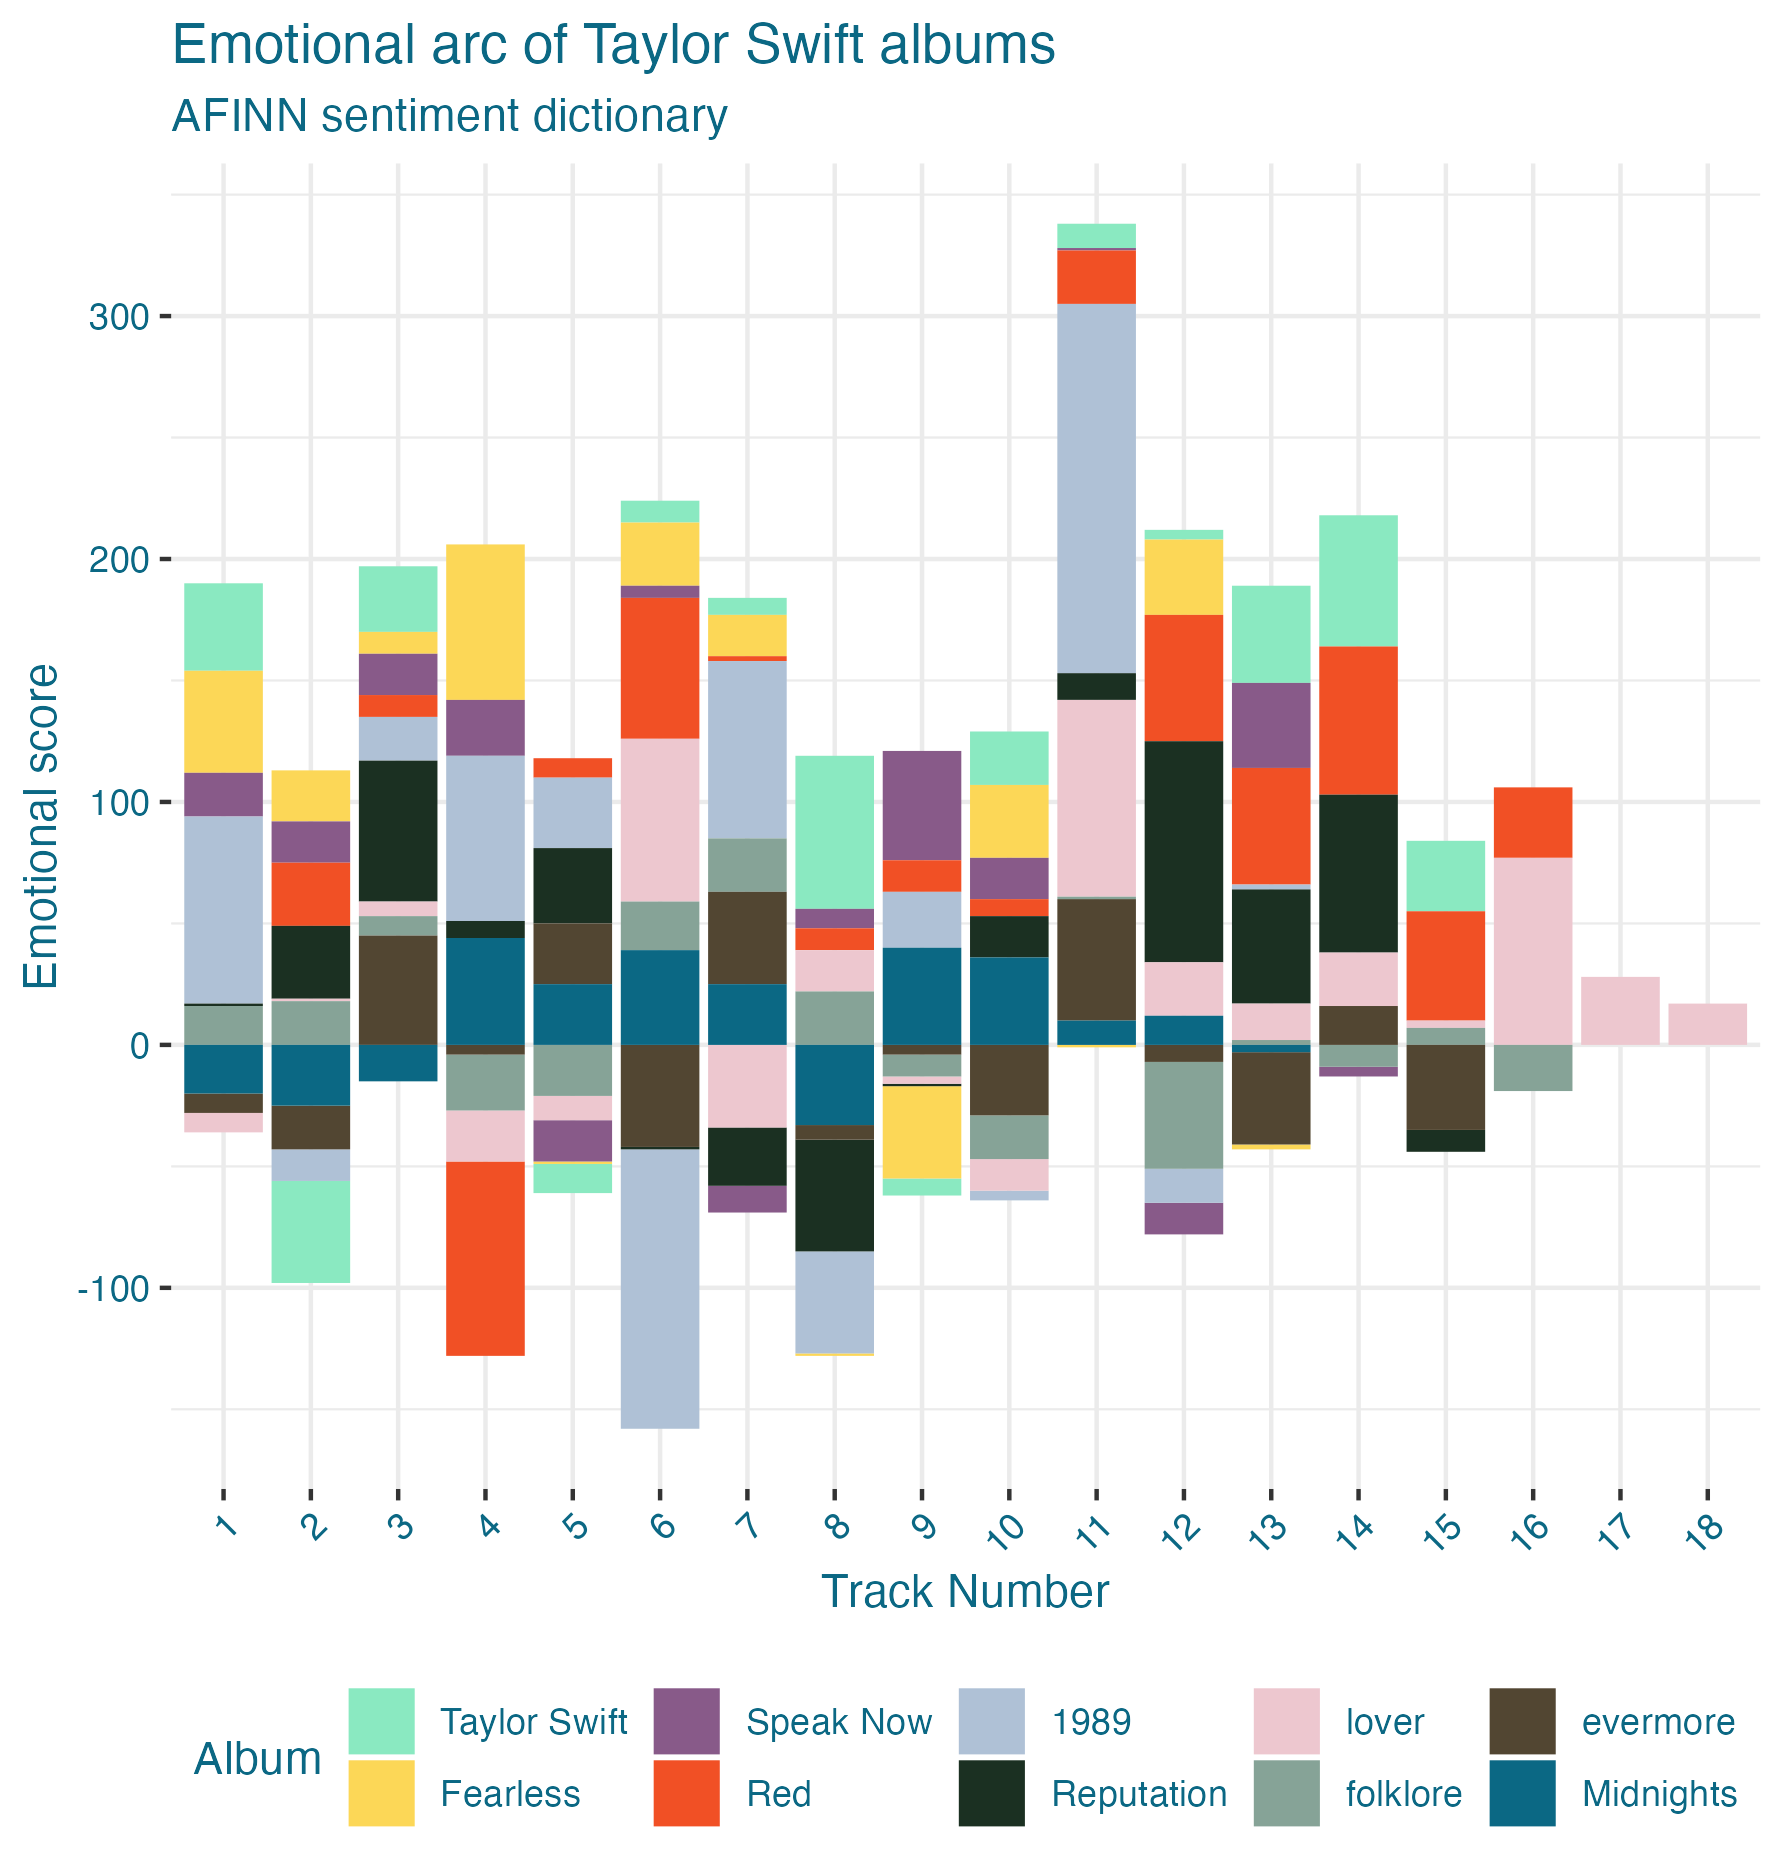 Emotional arc of Taylor Swift albums
AFINN sentiment dictionary
Emotional score
300
200
100
0
-100
1 2 3 4 5 6 7 8 9 10 11 12 13 14 15 16 17 18
Track Number
Album
Taylor Swift Speak Now 1989 lover evermore
Fearless Red Reputation folklore Midnights